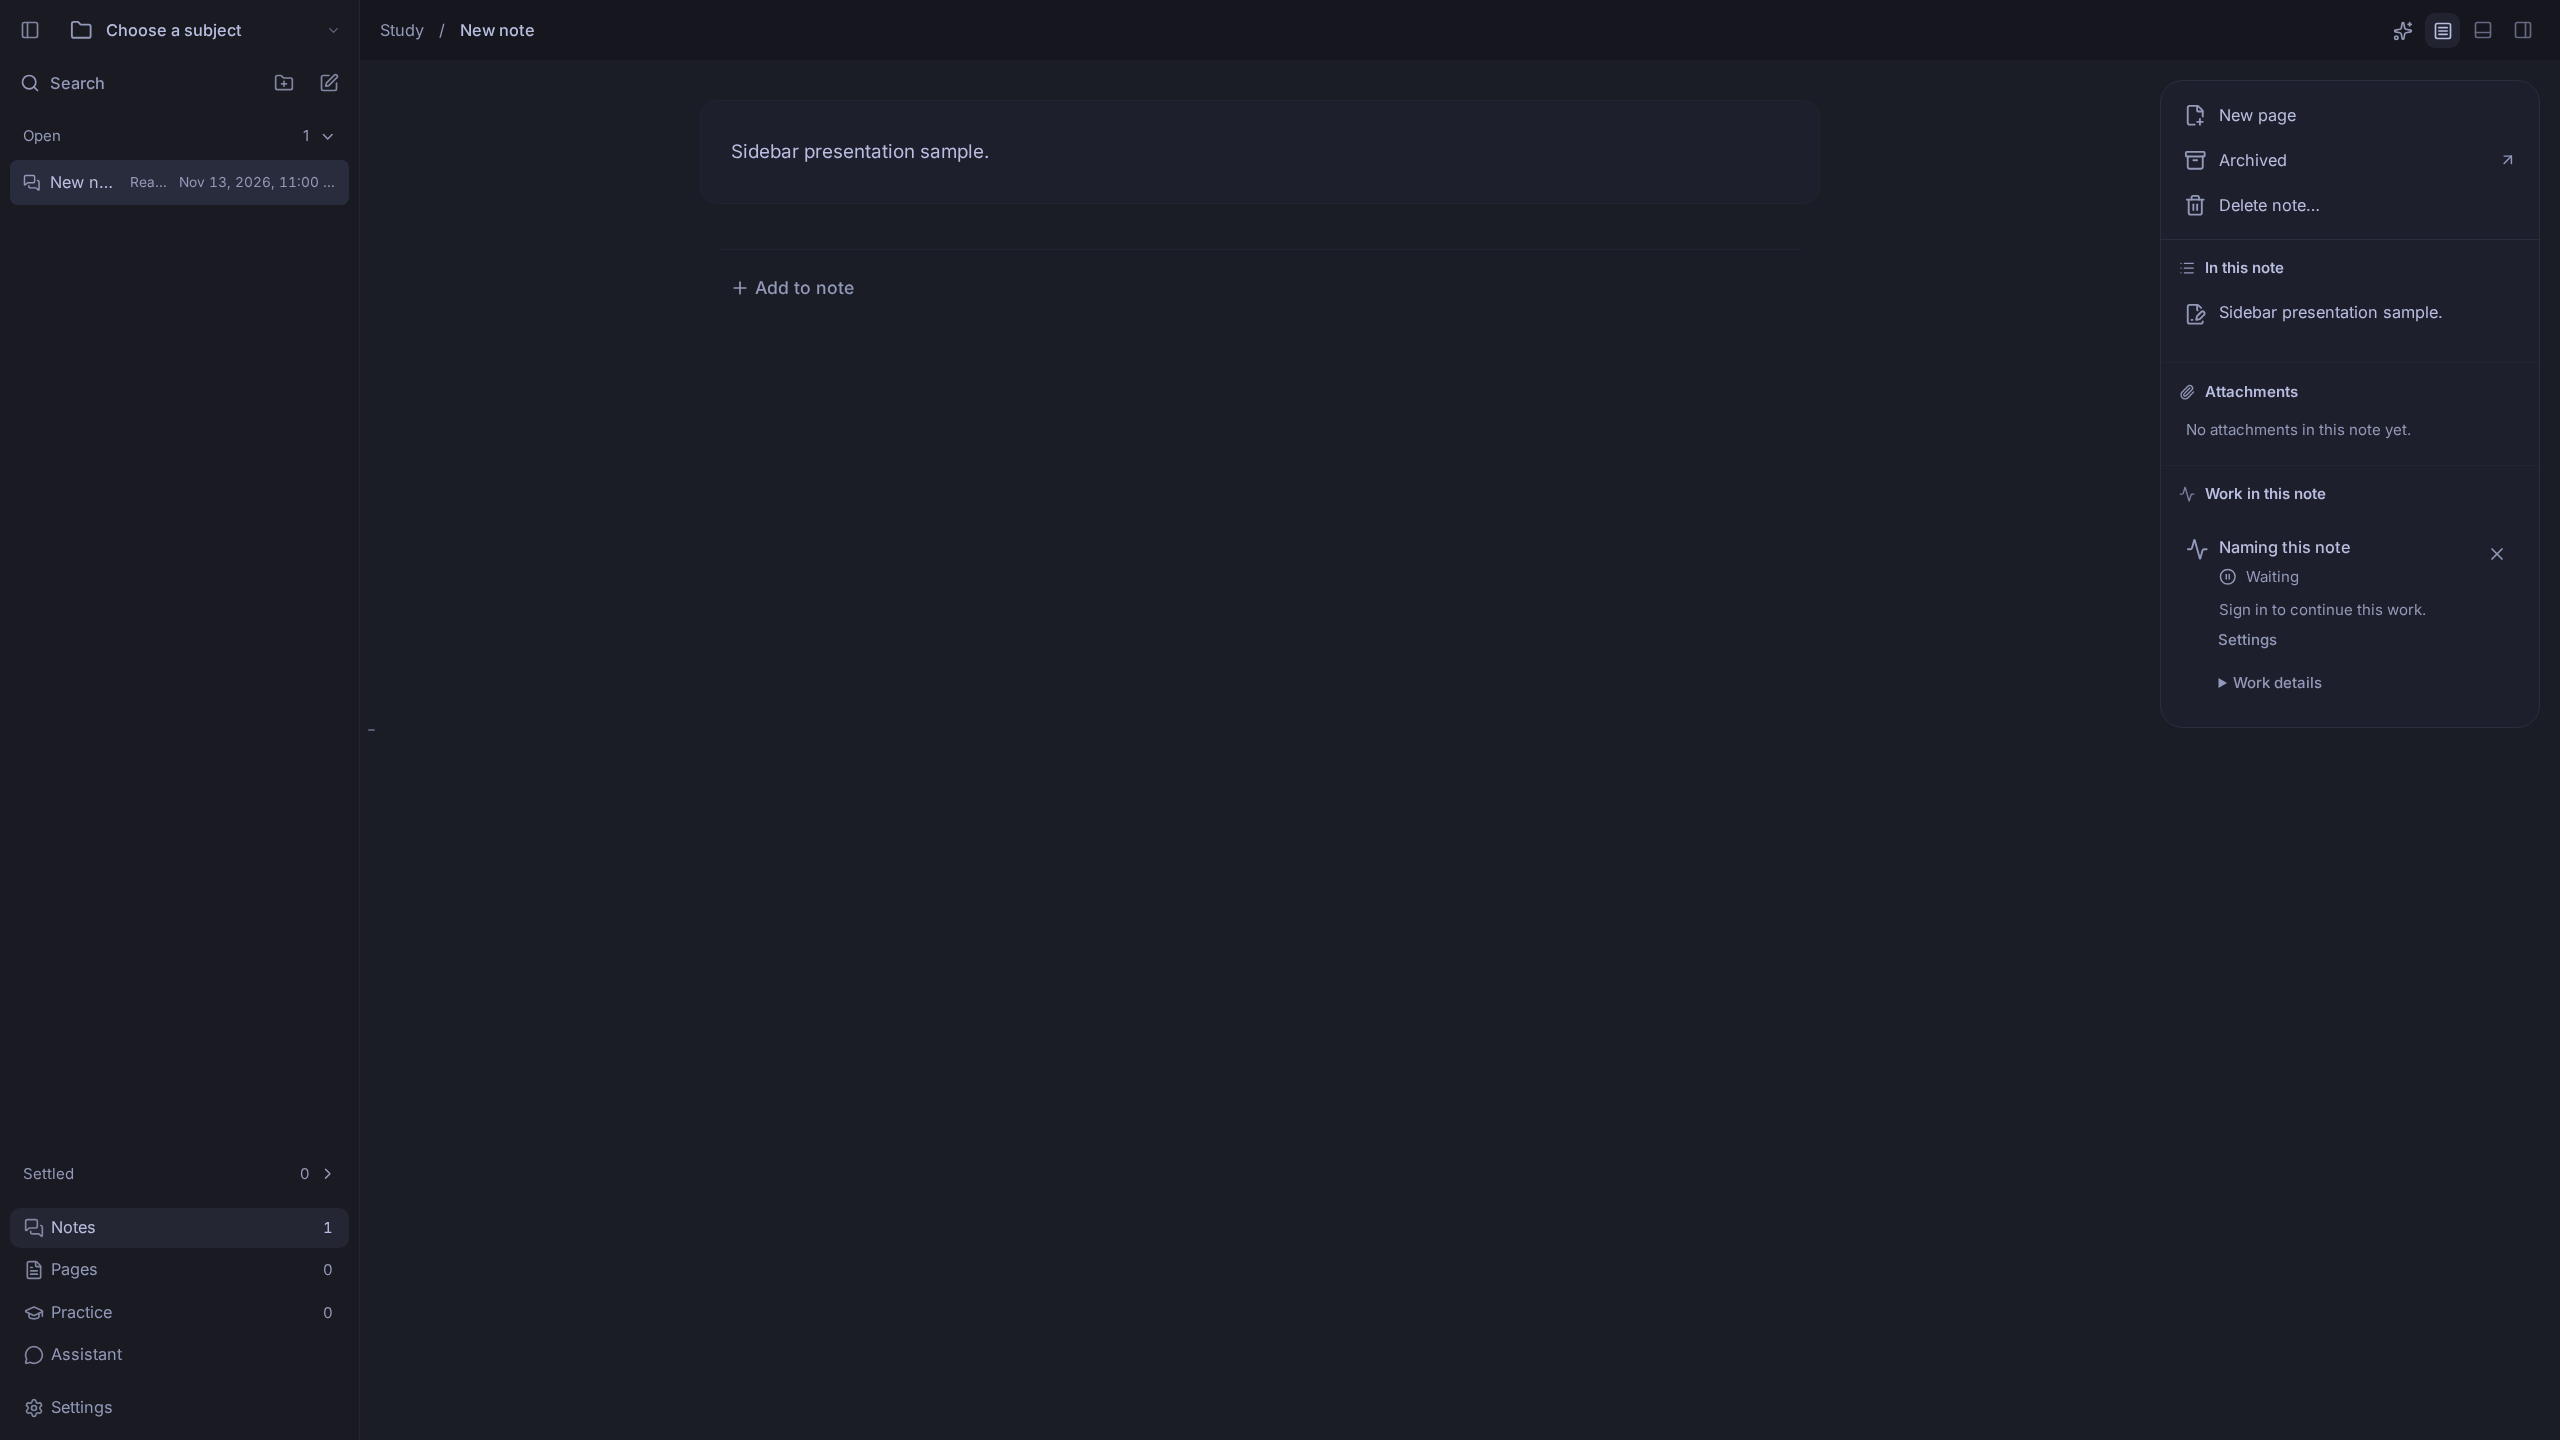 Choose a subject
Study / New note
Search
Open 1
New n... Rea... Nov 13, 2026, 11:00 ...
Sidebar presentation sample.
Add to note
Settled 0
Notes 1
Pages 0
Practice 0
Assistant
Settings
New page
Archived
Delete note...
In this note
Sidebar presentation sample.
Attachments
No attachments in this note yet.
Work in this note
Naming this note
Waiting
Sign in to continue this work.
Settings
Work details